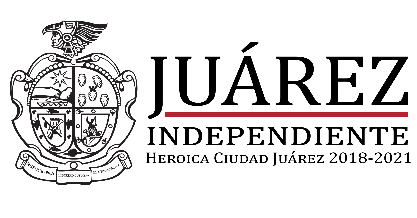 JUÁREZ
INDEPENDIENTE
HEROICA CIUDAD JUÁREZ 2018-2021